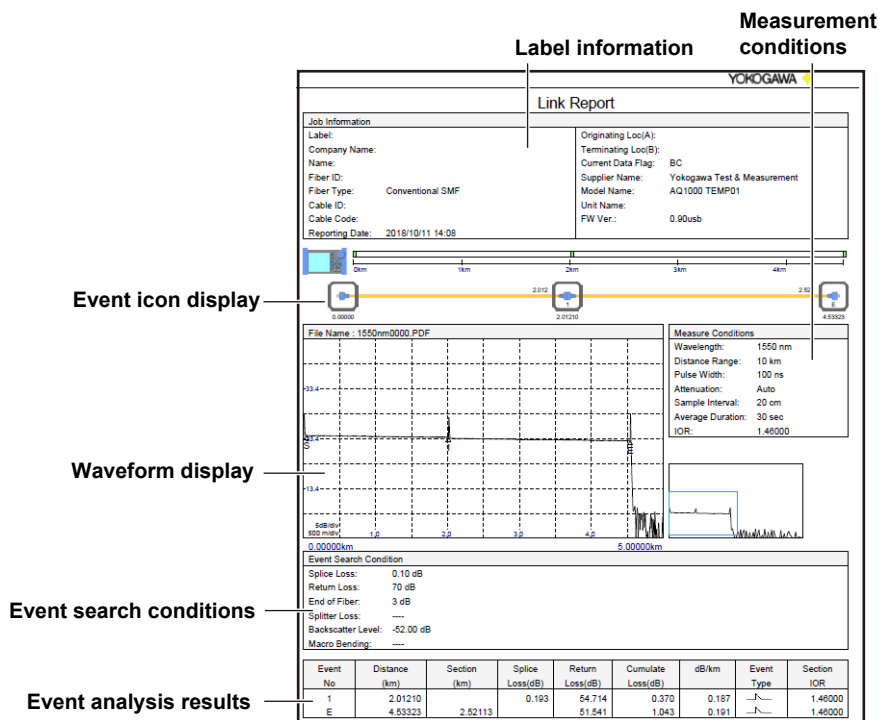 Measurement
conditions
Label information
YOKOGAWA
Link Report
Job Information
Label:
Company Name:
Name:
Fiber ID:
Fiber Type: Conventional SMF
Cable ID:
Cable Code:
Reporting Date: 2018/10/11 14:08
Originating Loc(A):
Terminating Loc(B):
Current Data Flag: BC
Supplier Name: Yokogawa Test & Measurement
Model Name: AQ1000 TEMP01
Unit Name:
FW Ver.: 0.90usb
0km 1km 2km 3km 4km
Event icon display
2.012 2.52
1 E
0.00000 2.01210 4.53323
File Name : 1550nm0000.PDF
33.4
23.4
S 1 E
13.4
5dB/div
500 m/div 1.0 2.0 3.0 4.0
0.00000km 5.00000km
Waveform display
Measure Conditions
Wavelength: 1550 nm
Distance Range: 10 km
Pulse Width: 100 ns
Attenuation: Auto
Sample Interval: 20 cm
Average Duration: 30 sec
IOR: 1.46000
Event Search Condition
Splice Loss: 0.10 dB
Return Loss: 70 dB
End of Fiber: 3 dB
Splitter Loss: ----
Backscatter Level: -52.00 dB
Macro Bending: ----
Event search conditions
Event No Distance (km) Section (km) Splice Loss(dB) Return Loss(dB) Cumulate Loss(dB) dB/km Event Type Section IOR
1 2.01210 0.193 54.714 0.370 0.187 1.46000
E 4.53323 2.52113 51.541 1.043 0.191 1.46000
Event analysis results